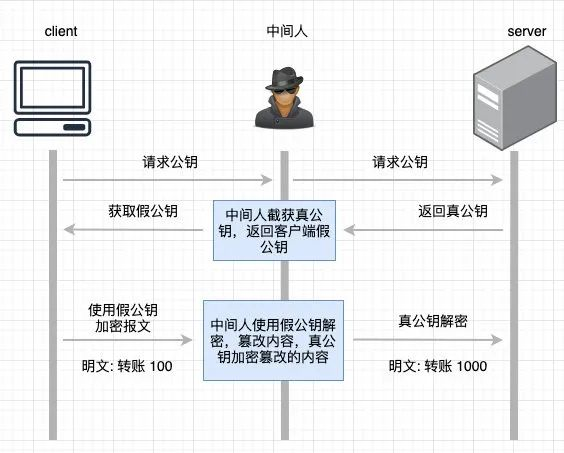 client
中间人
server
请求公钥
请求公钥
获取假公钥
中间人截获真公
钥，返回客户端假
公钥
返回真公钥
使用假公钥
加密报文
明文: 转账 100
中间人使用假公钥解
密，篡改内容，真公
钥加密篡改的内容
真公钥解密
明文: 转账 1000